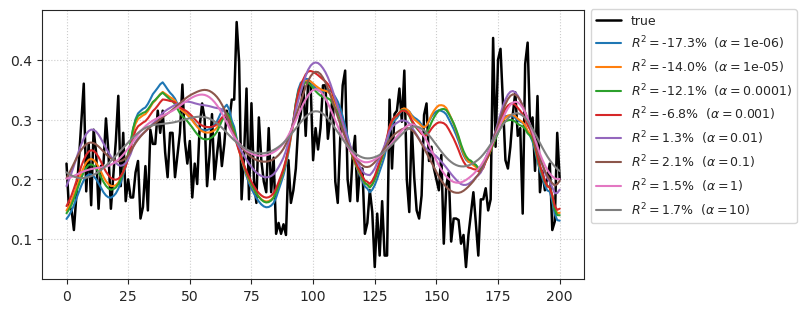 0.4
0.3
0.2
0.1
0 25 50 75 100 125 150 175 200
true
R² = -17.3% (α = 1e-06)
R² = -14.0% (α = 1e-05)
R² = -12.1% (α = 0.0001)
R² = -6.8% (α = 0.001)
R² = 1.3% (α = 0.01)
R² = 2.1% (α = 0.1)
R² = 1.5% (α = 1)
R² = 1.7% (α = 10)